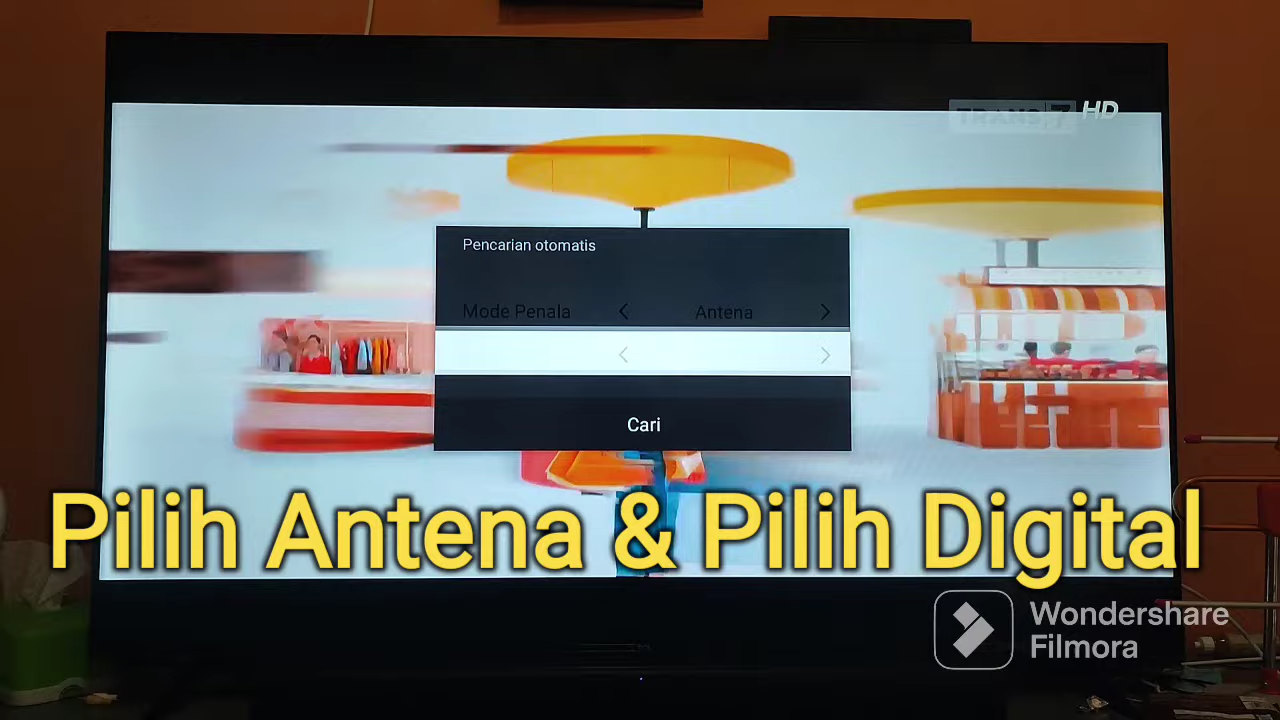 TRANS|7 HD
Pencarian otomatis
Mode Penala < Antena >
< >
Cari
Pilih Antena & Pilih Digital
Wondershare
Filmora